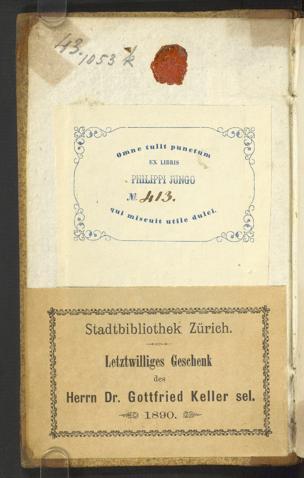 43.1053 k
Omne tulit punctum
EX LIBRIS
PHILIPPI JUNGO
№ 413.
qui miscuit utile dulci.
Stadtbibliothek Zürich.
Letztwilliges Geschenk
des
Herrn Dr. Gottfried Keller sel.
1890.